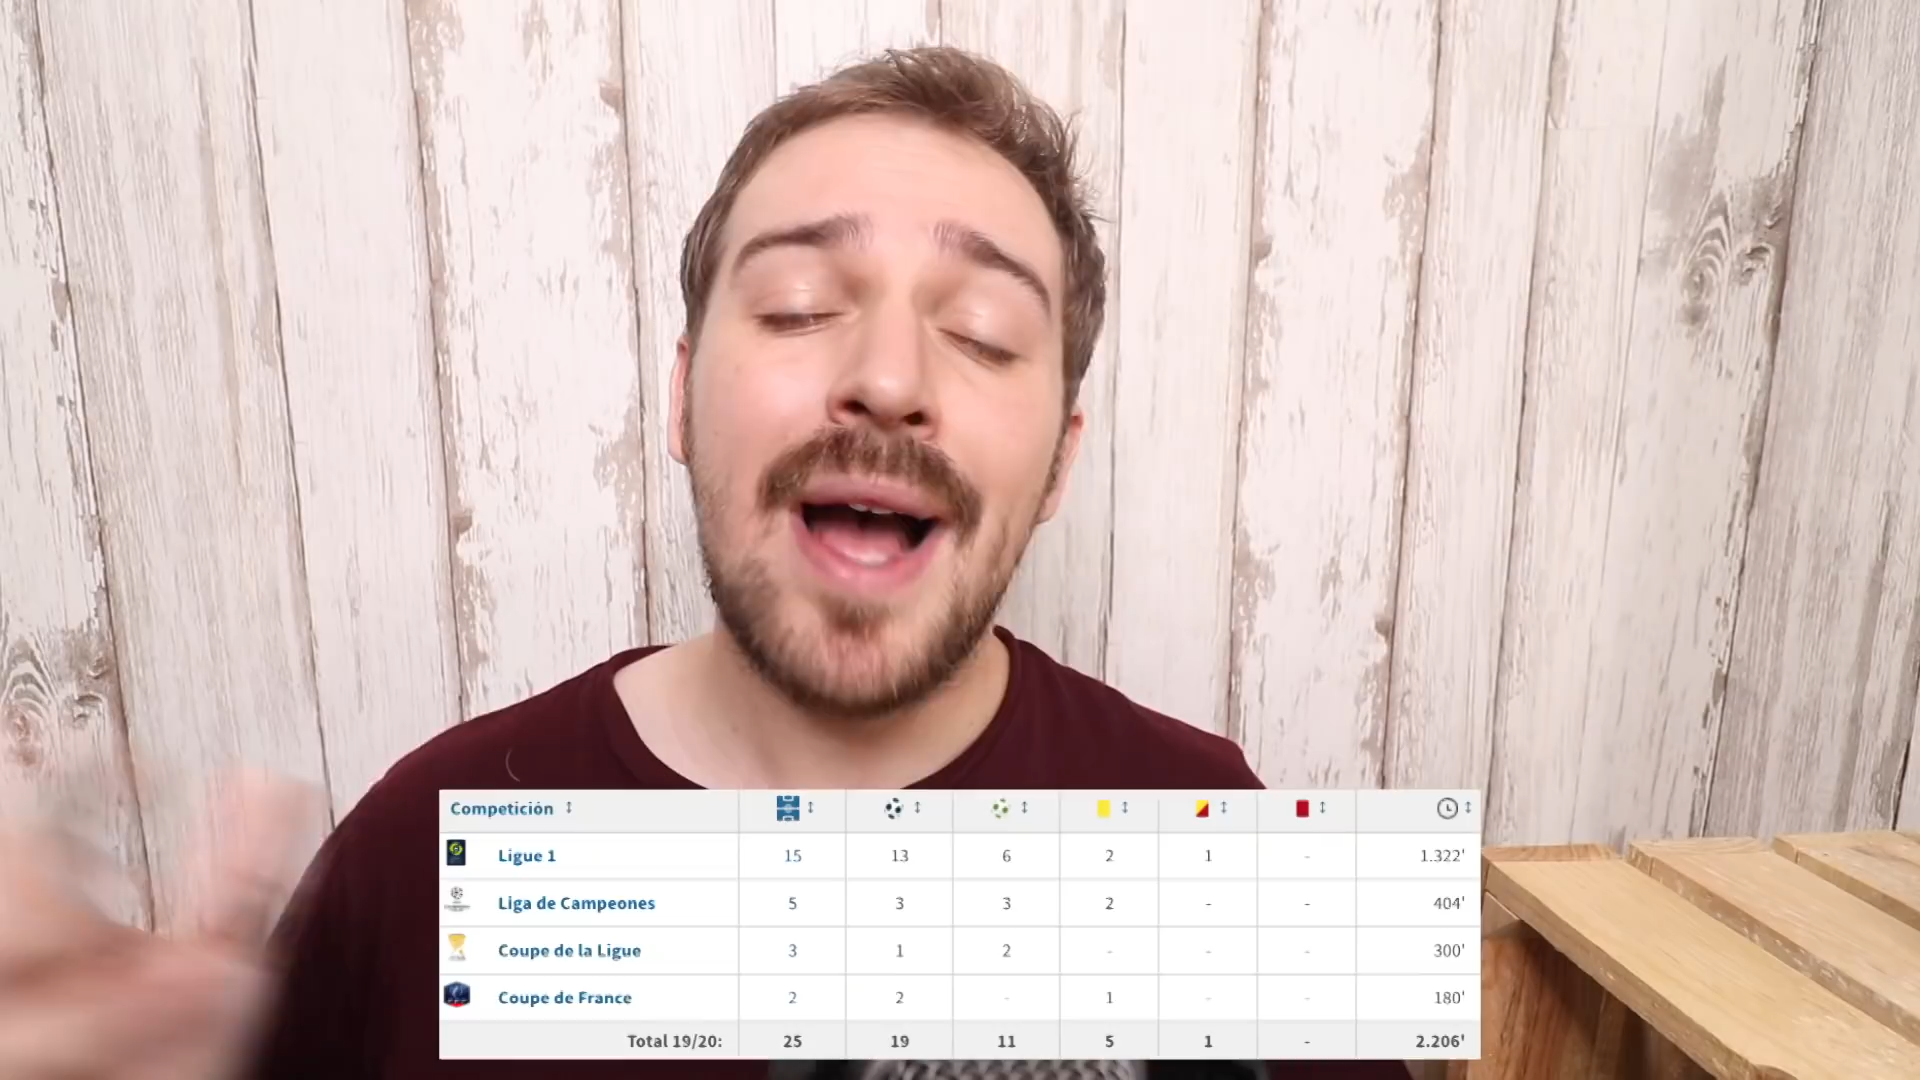 Competición
Ligue 1 15 13 6 2 1 - 1.322'
Liga de Campeones 5 3 3 2 - - 404'
Coupe de la Ligue 3 1 2 - - - 300'
Coupe de France 2 2 - 1 - - 180'
Total 19/20: 25 19 11 5 1 - 2.206'